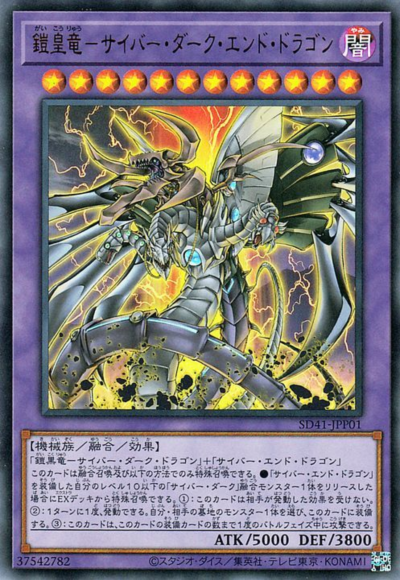 鎧皇竜－サイバー・ダーク・エンド・ドラゴン
闇
SD41-JPP01
【機械族／融合／効果】
「鎧黒竜－サイバー・ダーク・ドラゴン」＋「サイバー・エンド・ドラゴン」
このカードは融合召喚及び以下の方法でのみ特殊召喚できる。●「サイバー・エンド・ドラゴン」
を装備した自分のレベル１０以下の「サイバー・ダーク」融合モンスター１体をリリースした
場合にEXデッキから特殊召喚できる。①：このカードは相手が発動した効果を受けない。
②：１ターンに１度、発動できる。自分・相手の墓地のモンスター１体を選び、このカードに装備
する。③：このカードは、このカードの装備カードの数まで１度のバトルフェイズ中に攻撃できる。
ATK/5000 DEF/3800
37542782
©スタジオ・ダイス／集英社・テレビ東京・KONAMI